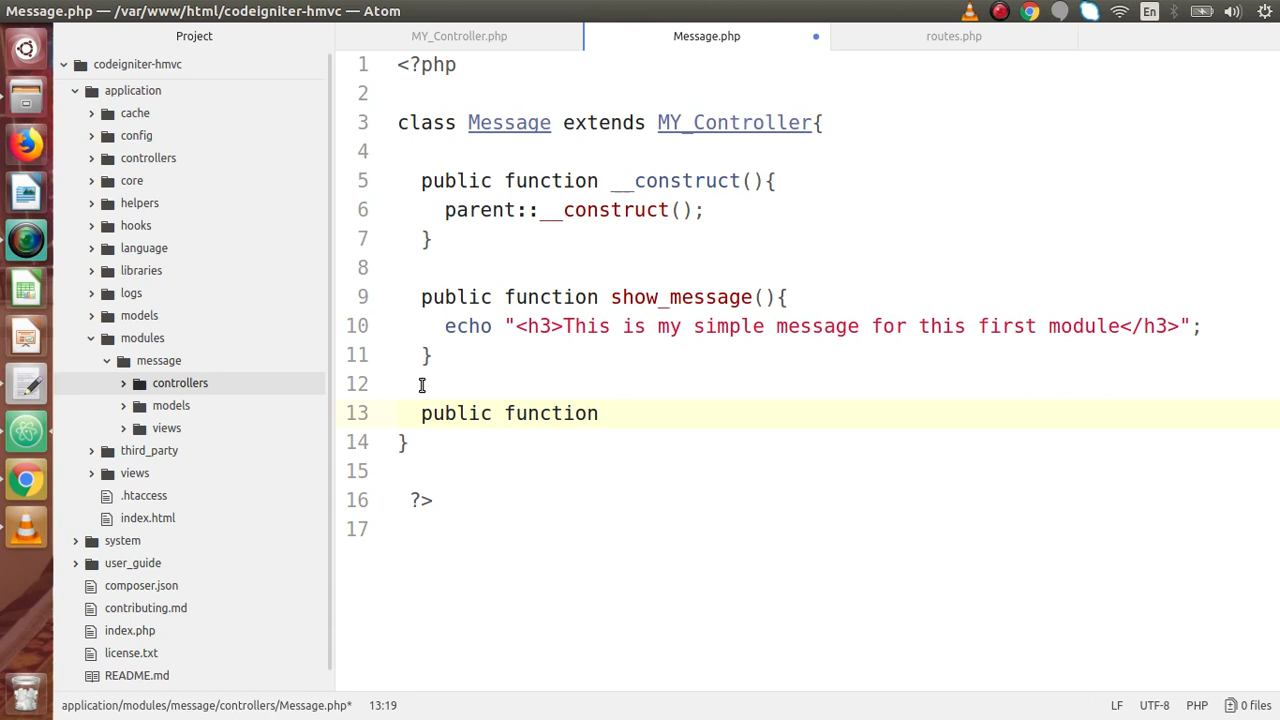 Message.php — /var/www/html/codeigniter-hmvc — Atom
En
Project
MY_Controller.php
Message.php
routes.php
codeigniter-hmvc
application
cache
config
controllers
core
helpers
hooks
language
libraries
logs
models
modules
message
controllers
models
views
third_party
views
.htaccess
index.html
system
user_guide
composer.json
contributing.md
index.php
license.txt
README.md
1 <?php
2
3 class Message extends MY_Controller{
4
5 public function __construct(){
6 parent::__construct();
7 }
8
9 public function show_message(){
10 echo "<h3>This is my simple message for this first module</h3>";
11 }
12
13 public function
14 }
15
16 ?>
17
application/modules/message/controllers/Message.php* 13:19
LF UTF-8 PHP 0 files